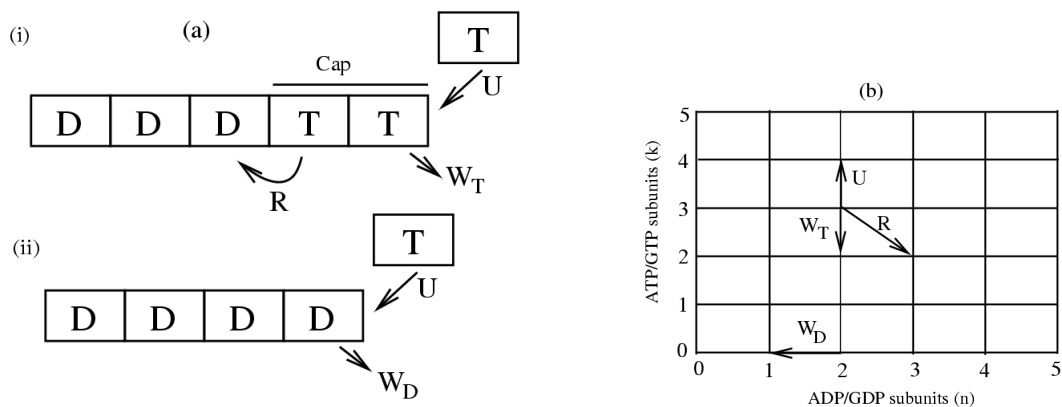 (i)
(a)
T
Cap
U
D D D T T
W_T
R
(ii)
T
U
D D D D
W_D
(b)
ATP/GTP subunits (k)
5
4
3
2
1
0
U
W_T
R
W_D
0 1 2 3 4 5
ADP/GDP subunits (n)